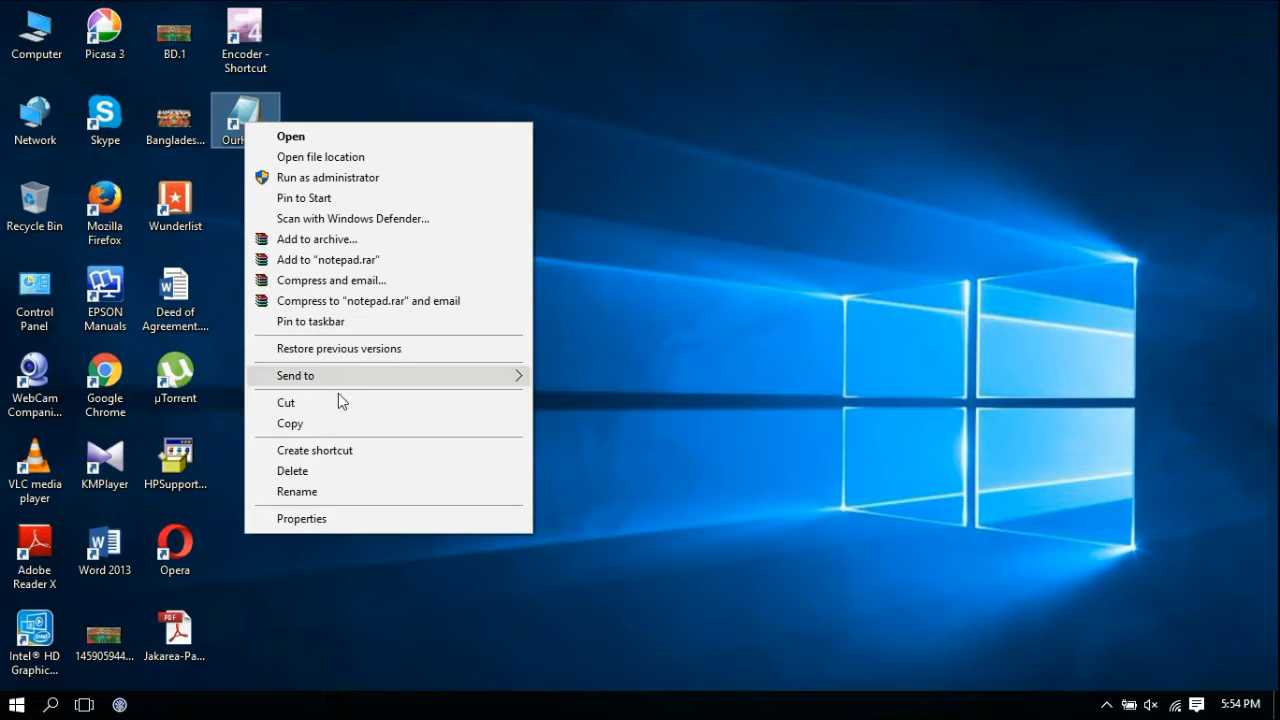 Computer
Picasa 3
BD.1
Encoder -
Shortcut
4
Network
Skype
Banglades...
Recycle Bin
Mozilla
Firefox
Wunderlist
Control
Panel
EPSON
Manuals
Deed of
Agreement....
WebCam
Compani...
Google
Chrome
µTorrent
VLC media
player
KMPlayer
HPSupport...
Adobe
Reader X
Word 2013
Opera
Intel® HD
Graphic...
145905944...
PDF
Jakarea-Pa...
Open
Open file location
Run as administrator
Pin to Start
Scan with Windows Defender...
Add to archive...
Add to "notepad.rar"
Compress and email...
Compress to "notepad.rar" and email
Pin to taskbar
Restore previous versions
Send to
Cut
Copy
Create shortcut
Delete
Rename
Properties
5:54 PM